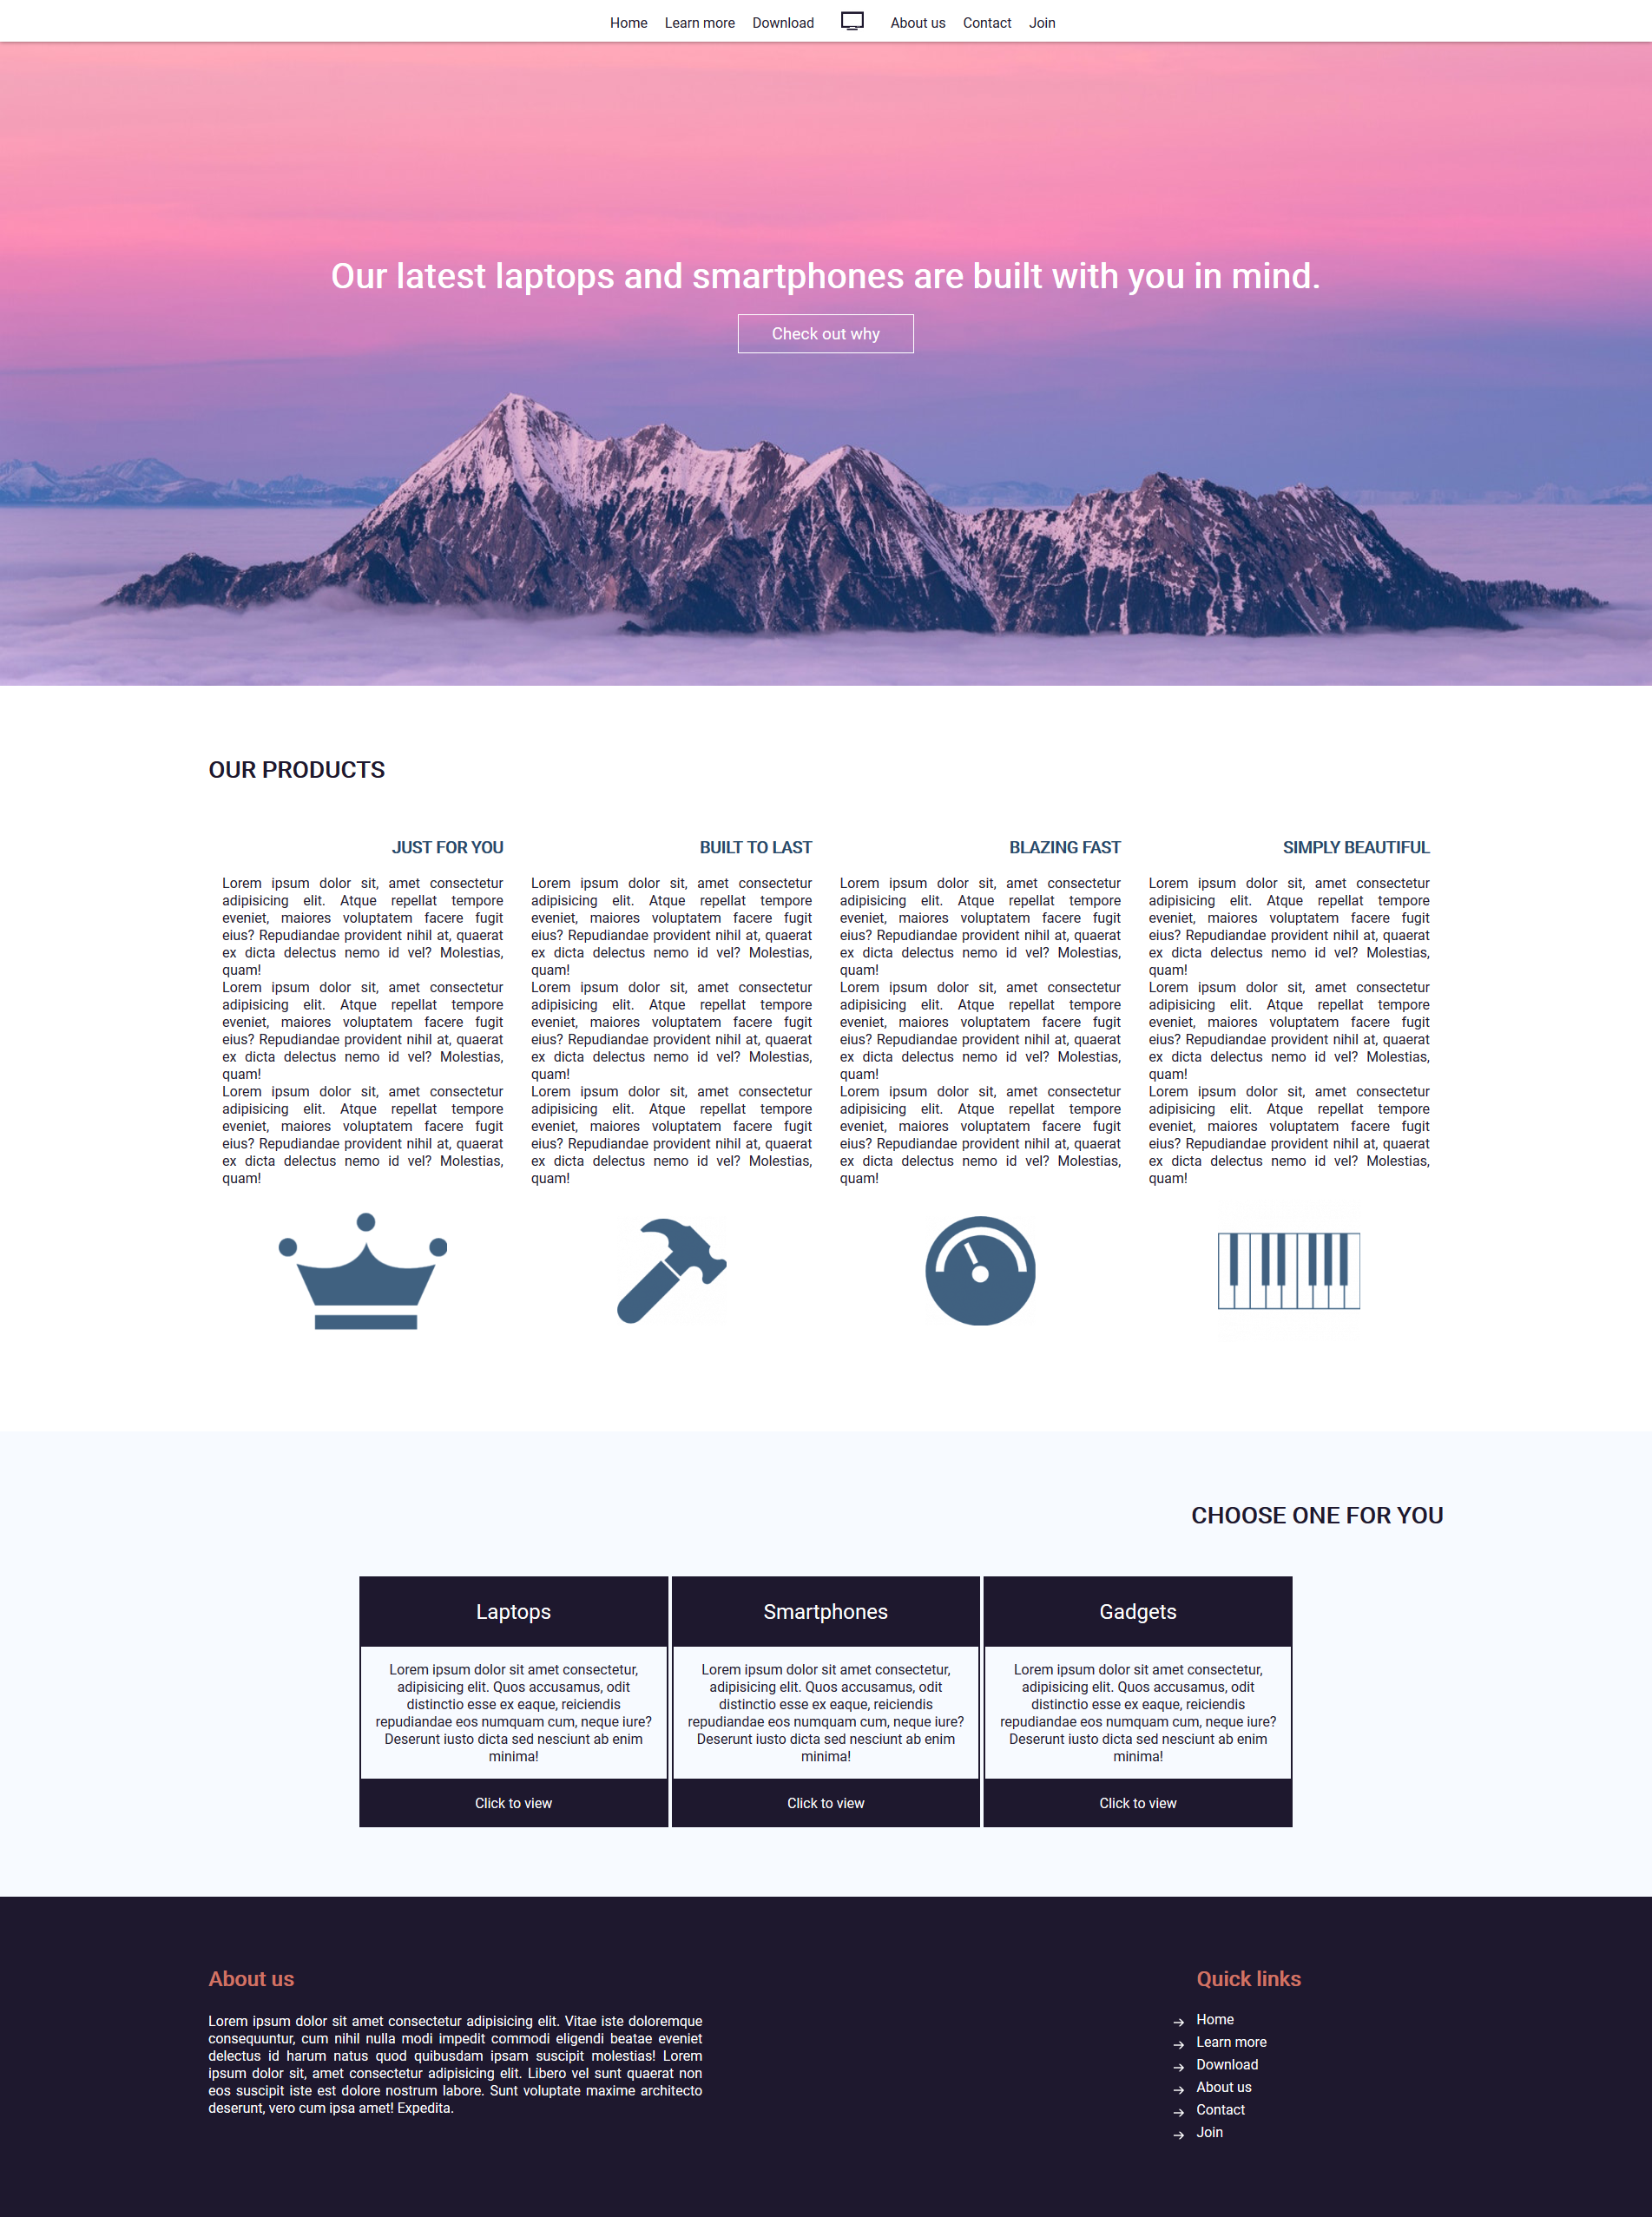 Home Learn more Download About us Contact Join
Our latest laptops and smartphones are built with you in mind.
Check out why
OUR PRODUCTS
JUST FOR YOU
Lorem ipsum dolor sit, amet consectetur
adipisicing elit. Atque repellat tempore
eveniet, maiores voluptatem facere fugit
eius? Repudiandae provident nihil at, quaerat
ex dicta delectus nemo id vel? Molestias,
quam!
Lorem ipsum dolor sit, amet consectetur
adipisicing elit. Atque repellat tempore
eveniet, maiores voluptatem facere fugit
eius? Repudiandae provident nihil at, quaerat
ex dicta delectus nemo id vel? Molestias,
quam!
Lorem ipsum dolor sit, amet consectetur
adipisicing elit. Atque repellat tempore
eveniet, maiores voluptatem facere fugit
eius? Repudiandae provident nihil at, quaerat
ex dicta delectus nemo id vel? Molestias,
quam!
BUILT TO LAST
Lorem ipsum dolor sit, amet consectetur
adipisicing elit. Atque repellat tempore
eveniet, maiores voluptatem facere fugit
eius? Repudiandae provident nihil at, quaerat
ex dicta delectus nemo id vel? Molestias,
quam!
Lorem ipsum dolor sit, amet consectetur
adipisicing elit. Atque repellat tempore
eveniet, maiores voluptatem facere fugit
eius? Repudiandae provident nihil at, quaerat
ex dicta delectus nemo id vel? Molestias,
quam!
Lorem ipsum dolor sit, amet consectetur
adipisicing elit. Atque repellat tempore
eveniet, maiores voluptatem facere fugit
eius? Repudiandae provident nihil at, quaerat
ex dicta delectus nemo id vel? Molestias,
quam!
BLAZING FAST
Lorem ipsum dolor sit, amet consectetur
adipisicing elit. Atque repellat tempore
eveniet, maiores voluptatem facere fugit
eius? Repudiandae provident nihil at, quaerat
ex dicta delectus nemo id vel? Molestias,
quam!
Lorem ipsum dolor sit, amet consectetur
adipisicing elit. Atque repellat tempore
eveniet, maiores voluptatem facere fugit
eius? Repudiandae provident nihil at, quaerat
ex dicta delectus nemo id vel? Molestias,
quam!
Lorem ipsum dolor sit, amet consectetur
adipisicing elit. Atque repellat tempore
eveniet, maiores voluptatem facere fugit
eius? Repudiandae provident nihil at, quaerat
ex dicta delectus nemo id vel? Molestias,
quam!
SIMPLY BEAUTIFUL
Lorem ipsum dolor sit, amet consectetur
adipisicing elit. Atque repellat tempore
eveniet, maiores voluptatem facere fugit
eius? Repudiandae provident nihil at, quaerat
ex dicta delectus nemo id vel? Molestias,
quam!
Lorem ipsum dolor sit, amet consectetur
adipisicing elit. Atque repellat tempore
eveniet, maiores voluptatem facere fugit
eius? Repudiandae provident nihil at, quaerat
ex dicta delectus nemo id vel? Molestias,
quam!
Lorem ipsum dolor sit, amet consectetur
adipisicing elit. Atque repellat tempore
eveniet, maiores voluptatem facere fugit
eius? Repudiandae provident nihil at, quaerat
ex dicta delectus nemo id vel? Molestias,
quam!
CHOOSE ONE FOR YOU
Laptops
Lorem ipsum dolor sit amet consectetur,
adipisicing elit. Quos accusamus, odit
distinctio esse ex eaque, reiciendis
repudiandae eos numquam cum, neque iure?
Deserunt iusto dicta sed nesciunt ab enim
minima!
Click to view
Smartphones
Lorem ipsum dolor sit amet consectetur,
adipisicing elit. Quos accusamus, odit
distinctio esse ex eaque, reiciendis
repudiandae eos numquam cum, neque iure?
Deserunt iusto dicta sed nesciunt ab enim
minima!
Click to view
Gadgets
Lorem ipsum dolor sit amet consectetur,
adipisicing elit. Quos accusamus, odit
distinctio esse ex eaque, reiciendis
repudiandae eos numquam cum, neque iure?
Deserunt iusto dicta sed nesciunt ab enim
minima!
Click to view
About us
Lorem ipsum dolor sit amet consectetur adipisicing elit. Vitae iste doloremque
consequuntur, cum nihil nulla modi impedit commodi eligendi beatae eveniet
delectus id harum natus quod quibusdam ipsam suscipit molestias! Lorem
ipsum dolor sit, amet consectetur adipisicing elit. Libero vel sunt quaerat non
eos suscipit iste est dolore nostrum labore. Sunt voluptate maxime architecto
deserunt, vero cum ipsa amet! Expedita.
Quick links
Home
Learn more
Download
About us
Contact
Join